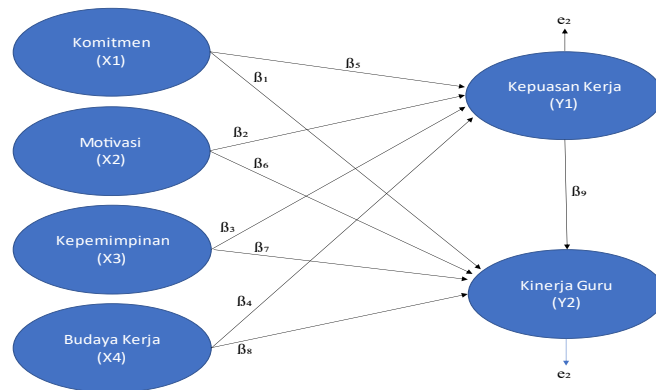 Komitmen
(X1)
Motivasi
(X2)
Kepemimpinan
(X3)
Budaya Kerja
(X4)
ß5
ß1
ß2
ß6
ß3
ß7
ß4
ß8
e2
Kepuasan Kerja
(Y1)
ß9
Kinerja Guru
(Y2)
e2